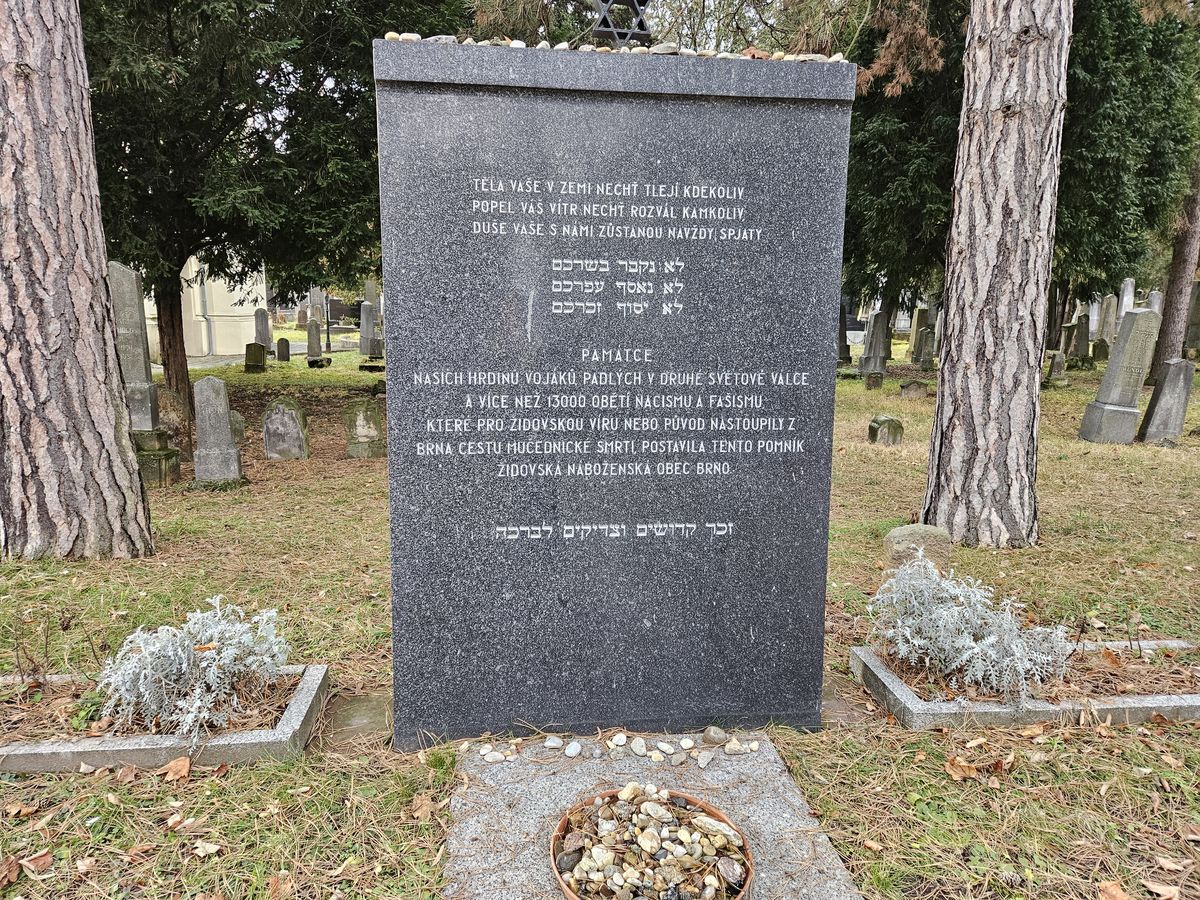 TĚLA VAŠE V ZEMI NECHŤ TLEJÍ KDEKOLIV
POPEL VÁŠ VÍTR NECHŤ ROZVÁL KAMKOLIV
DUŠE VAŠE S NÁMI ZŮSTANOU NAVŽDY SPJATY
לא נקבר בשרכם
לא נאסף עפרכם
לא יסוף זכרכם
PAMÁTCE
NAŠICH HRDINŮ VOJÁKŮ PADLÝCH V DRUHÉ SVĚTOVÉ VÁLCE
A VÍCE NEŽ 13000 OBĚTÍ NACISMU A FAŠISMU
KTEŘÉ PRO ŽIDOVSKOU VÍRU NEBO PŮVOD NASTOUPILY Z
BRNA CESTU MUČEDNICKÉ SMRTI, POSTAVILA TENTO POMNÍK
ŽIDOVSKÁ NÁBOŽENSKÁ OBEC BRNO
זכר קדושים וצדיקים לברכה